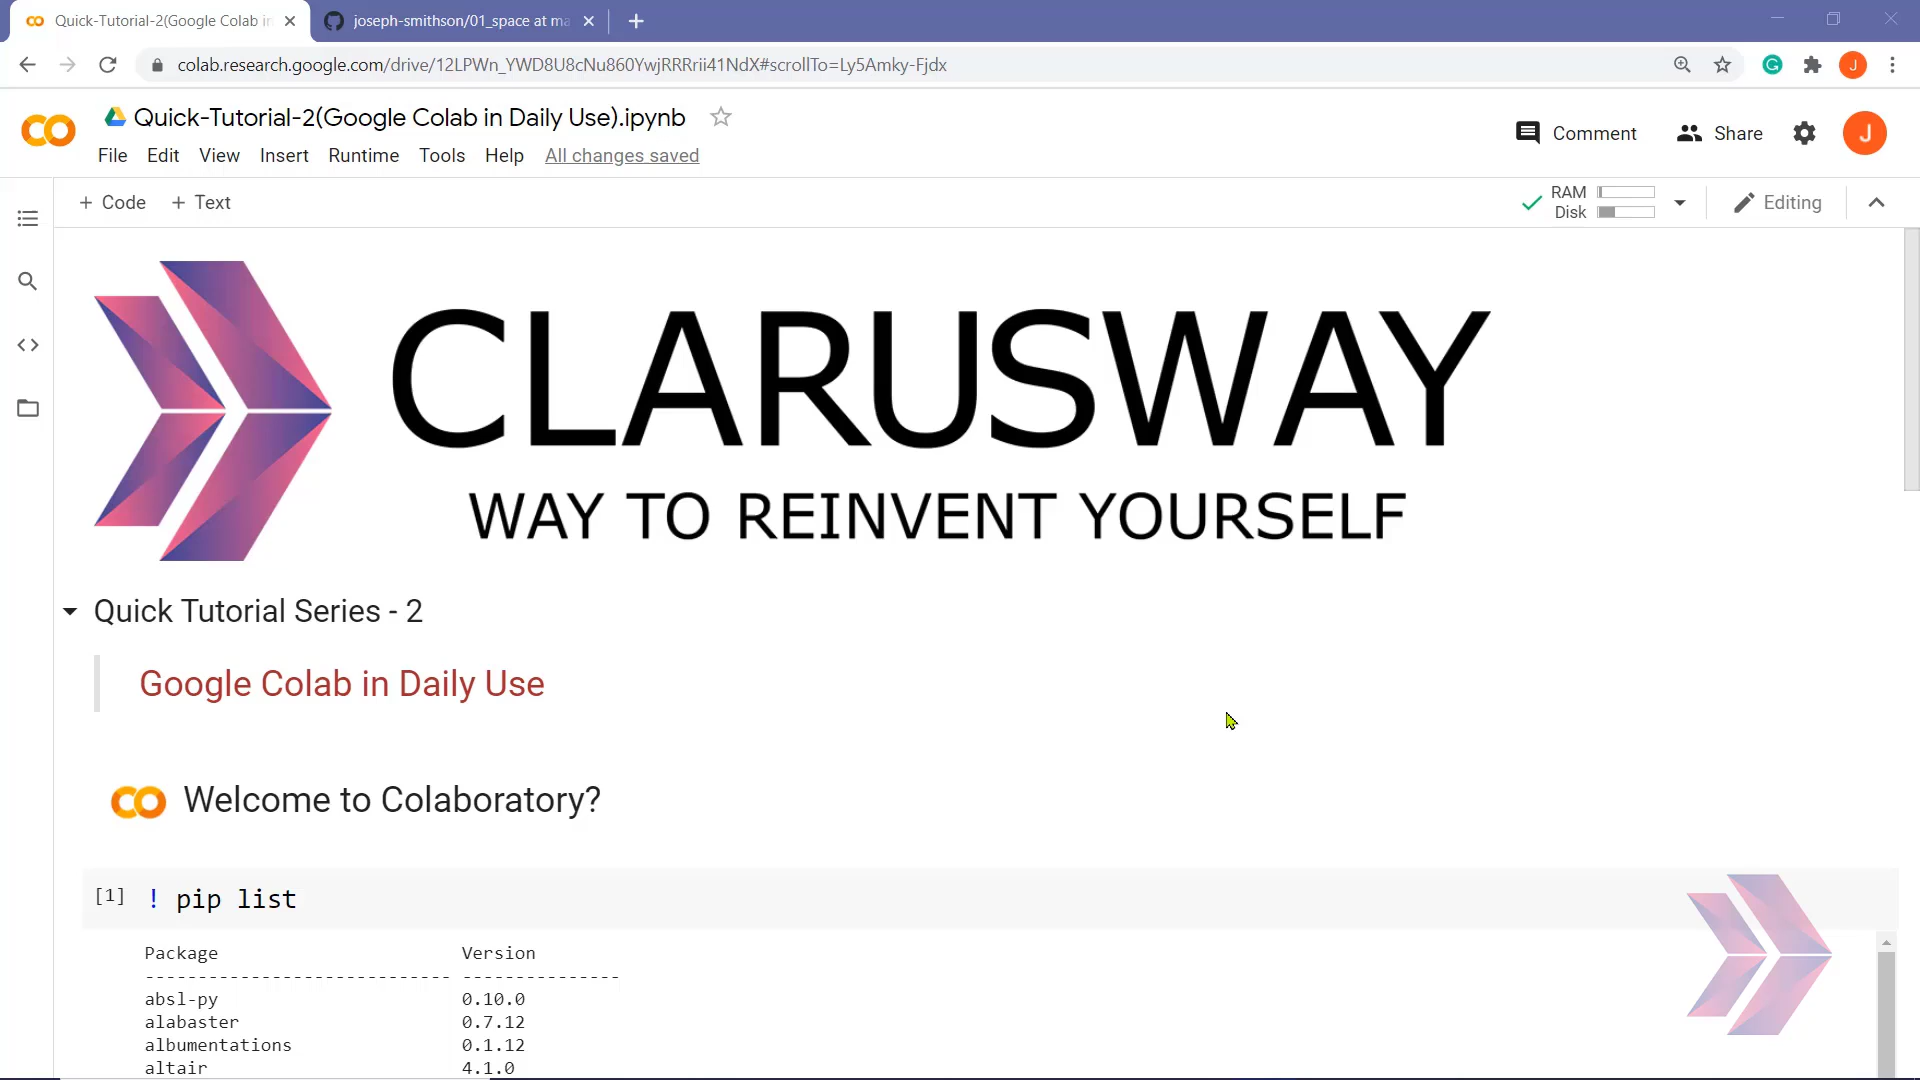 Quick-Tutorial-2(Google Colab in
joseph-smithson/01_space at ma
colab.research.google.com/drive/12LPWn_YWD8U8cNu860YwjRRRrii41NdX#scrollTo=Ly5Amky-Fjdx
J
Quick-Tutorial-2(Google Colab in Daily Use).ipynb
Comment
Share
J
File Edit View Insert Runtime Tools Help All changes saved
+ Code + Text
RAM
Disk
Editing
CLARUSWAY
WAY TO REINVENT YOURSELF
Quick Tutorial Series - 2
Google Colab in Daily Use
Welcome to Colaboratory?
[1] ! pip list
Package Version
----------------------------- ---------------
absl-py 0.10.0
alabaster 0.7.12
albumentations 0.1.12
altair 4.1.0